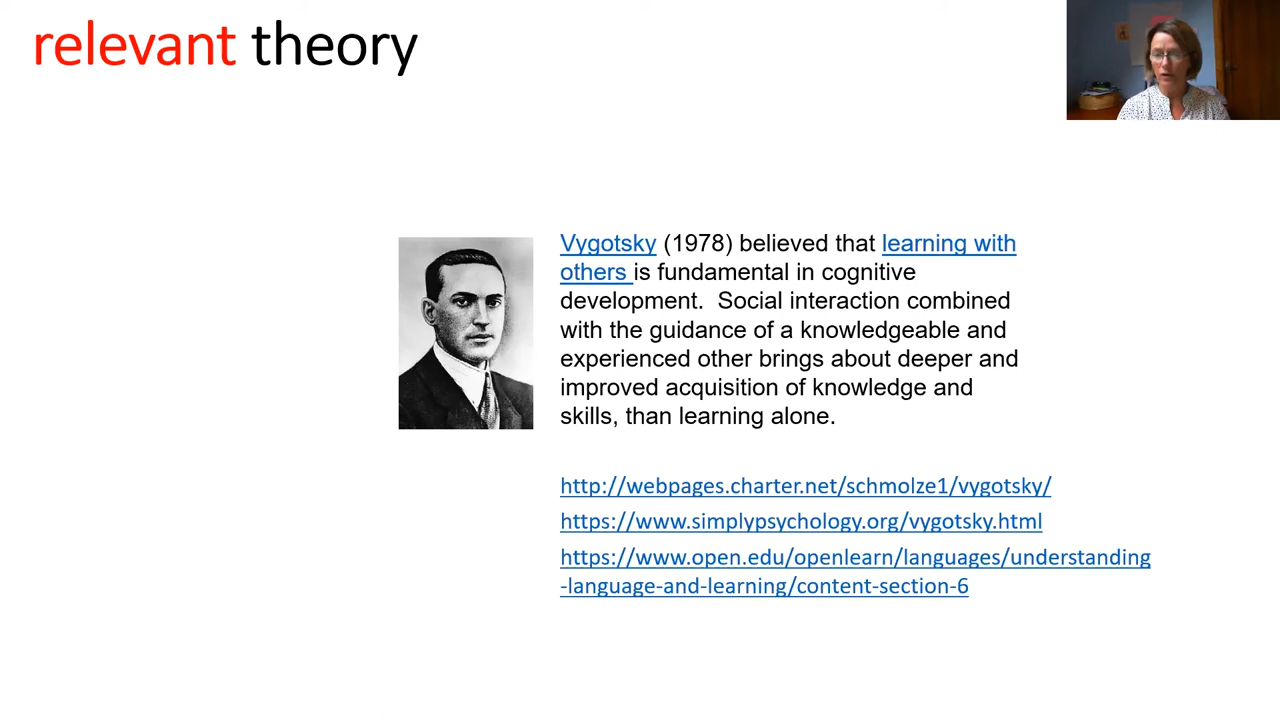 relevant theory
Vygotsky (1978) believed that learning with
others is fundamental in cognitive
development.  Social interaction combined
with the guidance of a knowledgeable and
experienced other brings about deeper and
improved acquisition of knowledge and
skills, than learning alone.
http://webpages.charter.net/schmolze1/vygotsky/
https://www.simplypsychology.org/vygotsky.html
https://www.open.edu/openlearn/languages/understanding
-language-and-learning/content-section-6